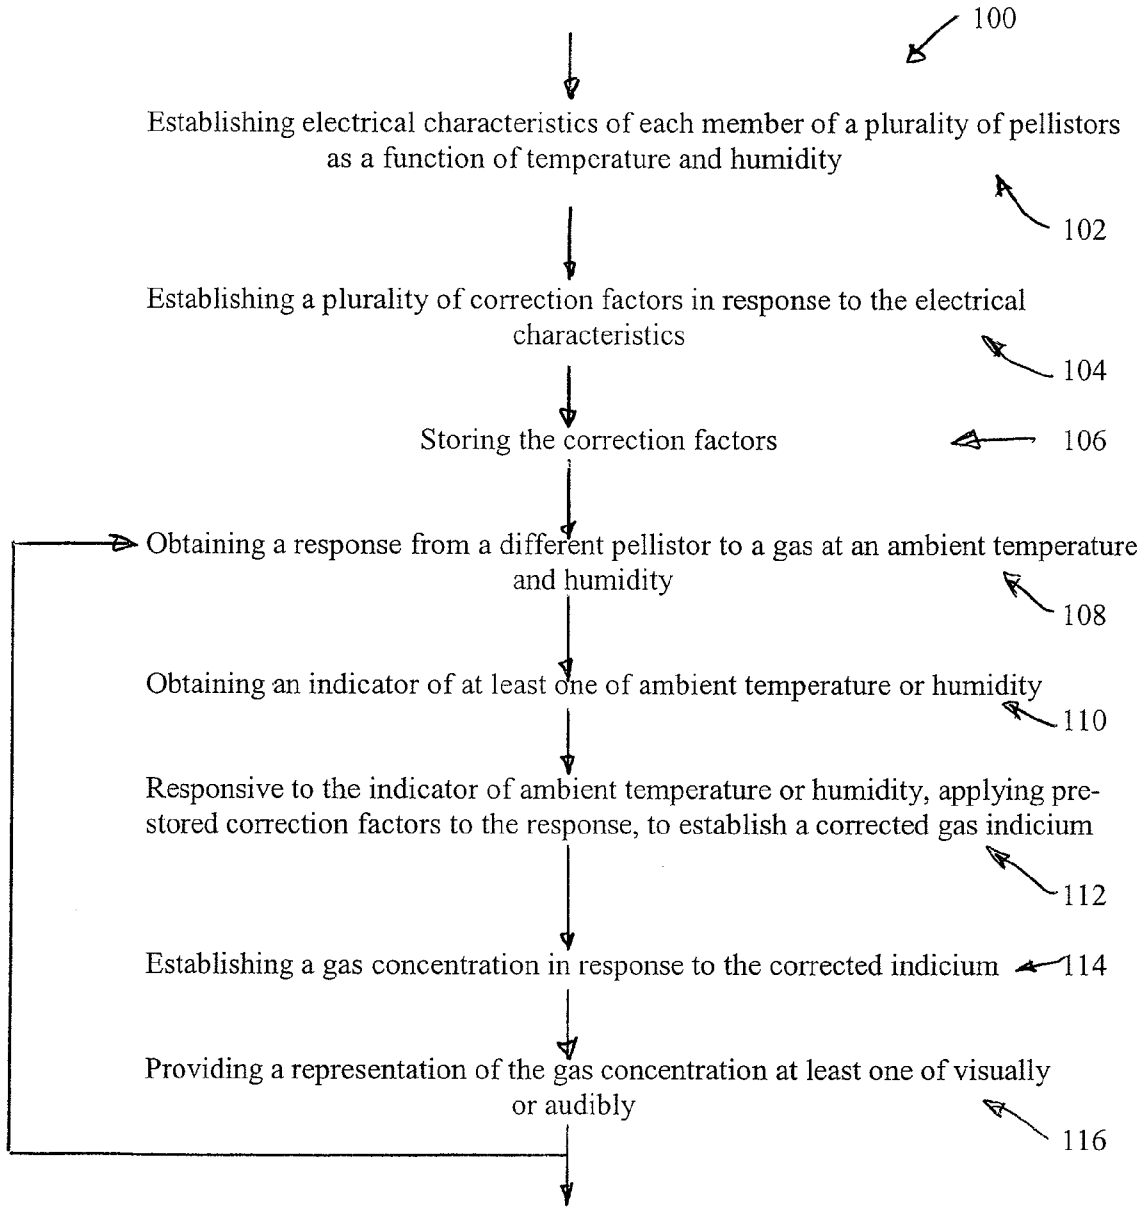 100
Establishing electrical characteristics of each member of a plurality of pellistors
as a function of temperature and humidity
102
Establishing a plurality of correction factors in response to the electrical
characteristics
104
Storing the correction factors
106
Obtaining a response from a different pellistor to a gas at an ambient temperature
and humidity
108
Obtaining an indicator of at least one of ambient temperature or humidity
110
Responsive to the indicator of ambient temperature or humidity, applying pre-
stored correction factors to the response, to establish a corrected gas indicium
112
Establishing a gas concentration in response to the corrected indicium
114
Providing a representation of the gas concentration at least one of visually
or audibly
116